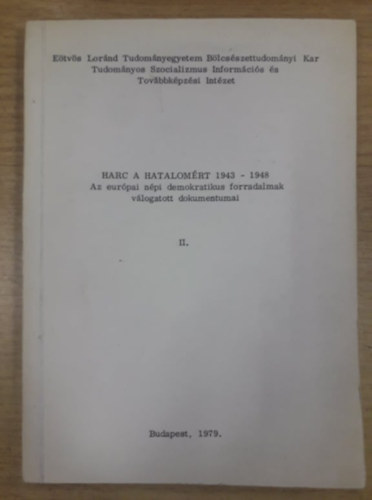 Eötvös Loránd Tudományegyetem Bölcsészettudományi Kar
Tudományos Szocializmus Információs és
Továbbképzési Intézet
HARC A HATALOMÉRT 1943 - 1948
Az európai népi demokratikus forradalmak
válogatott dokumentumai
II.
Budapest, 1979.